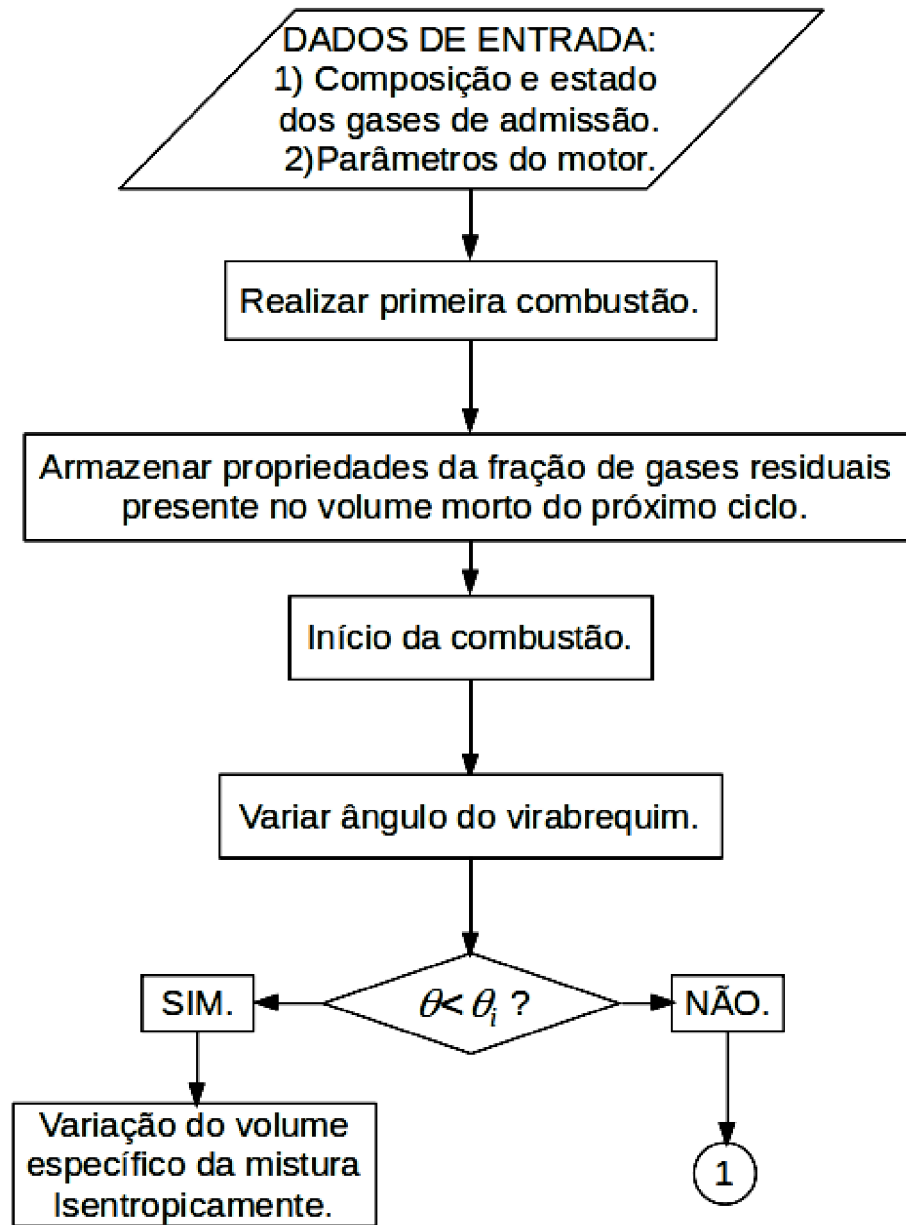 DADOS DE ENTRADA:
1) Composição e estado
dos gases de admissão.
2)Parâmetros do motor.
Realizar primeira combustão.
Armazenar propriedades da fração de gases residuais
presente no volume morto do próximo ciclo.
Início da combustão.
Variar ângulo do virabrequim.
SIM.
θ< θi ?
NÃO.
Variação do volume
específico da mistura
Isentropicamente.
1